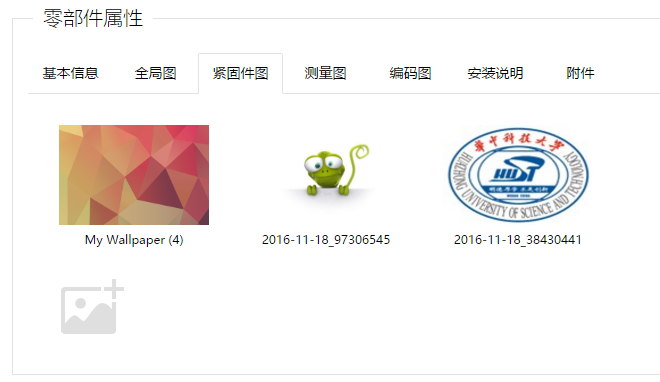 零部件属性
基本信息 全局图 紧固件图 测量图 编码图 安装说明 附件
华中科技大学
HUST
HUAZHONG UNIVERSITY OF SCIENCE AND TECHNOLOGY
My Wallpaper (4) 2016-11-18_97306545 2016-11-18_38430441